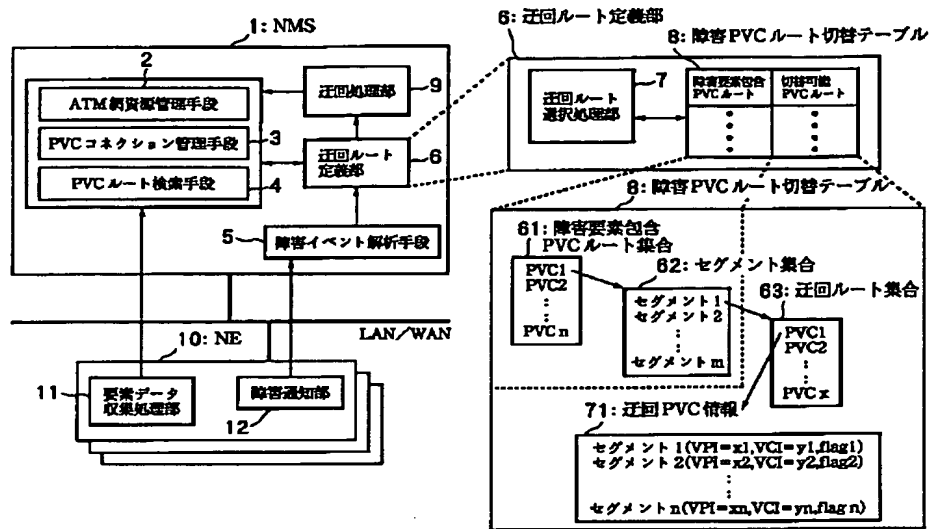 1: NMS
2
ATM網資源管理手段
3
PVCコネクション管理手段
4
PVCルート検索手段
迂回処理部
9
迂回ルート
定義部
6
5
障害イベント解析手段
LAN/WAN
10: NE
11
要素データ
収集処理部
障害通知部
12
6: 迂回ルート定義部
8: 障害PVCルート切替テーブル
7
迂回ルート
選択処理部
障害要素包含
PVCルート
切替可能
PVCルート
8: 障害PVCルート切替テーブル
61: 障害要素包含
PVCルート集合
PVC1
PVC2
PVC n
62: セグメント集合
セグメント1
セグメント2
セグメントm
63: 迂回ルート集合
PVC1
PVC2
PVC x
71: 迂回PVC情報
セグメント1(VPI=x1,VCI=y1,flag1)
セグメント2(VPI=x2,VCI=y2,flag2)
セグメントn(VPI=xn,VCI=yn,flag n)